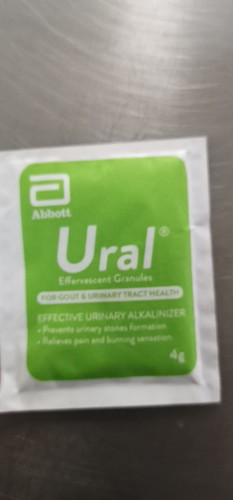 Abbott
Ural®
Effervescent Granules
FOR GOUT & URINARY TRACT HEALTH
EFFECTIVE URINARY ALKALINIZER
• Prevents urinary stones formation
• Relieves pain and burning sensation
4g